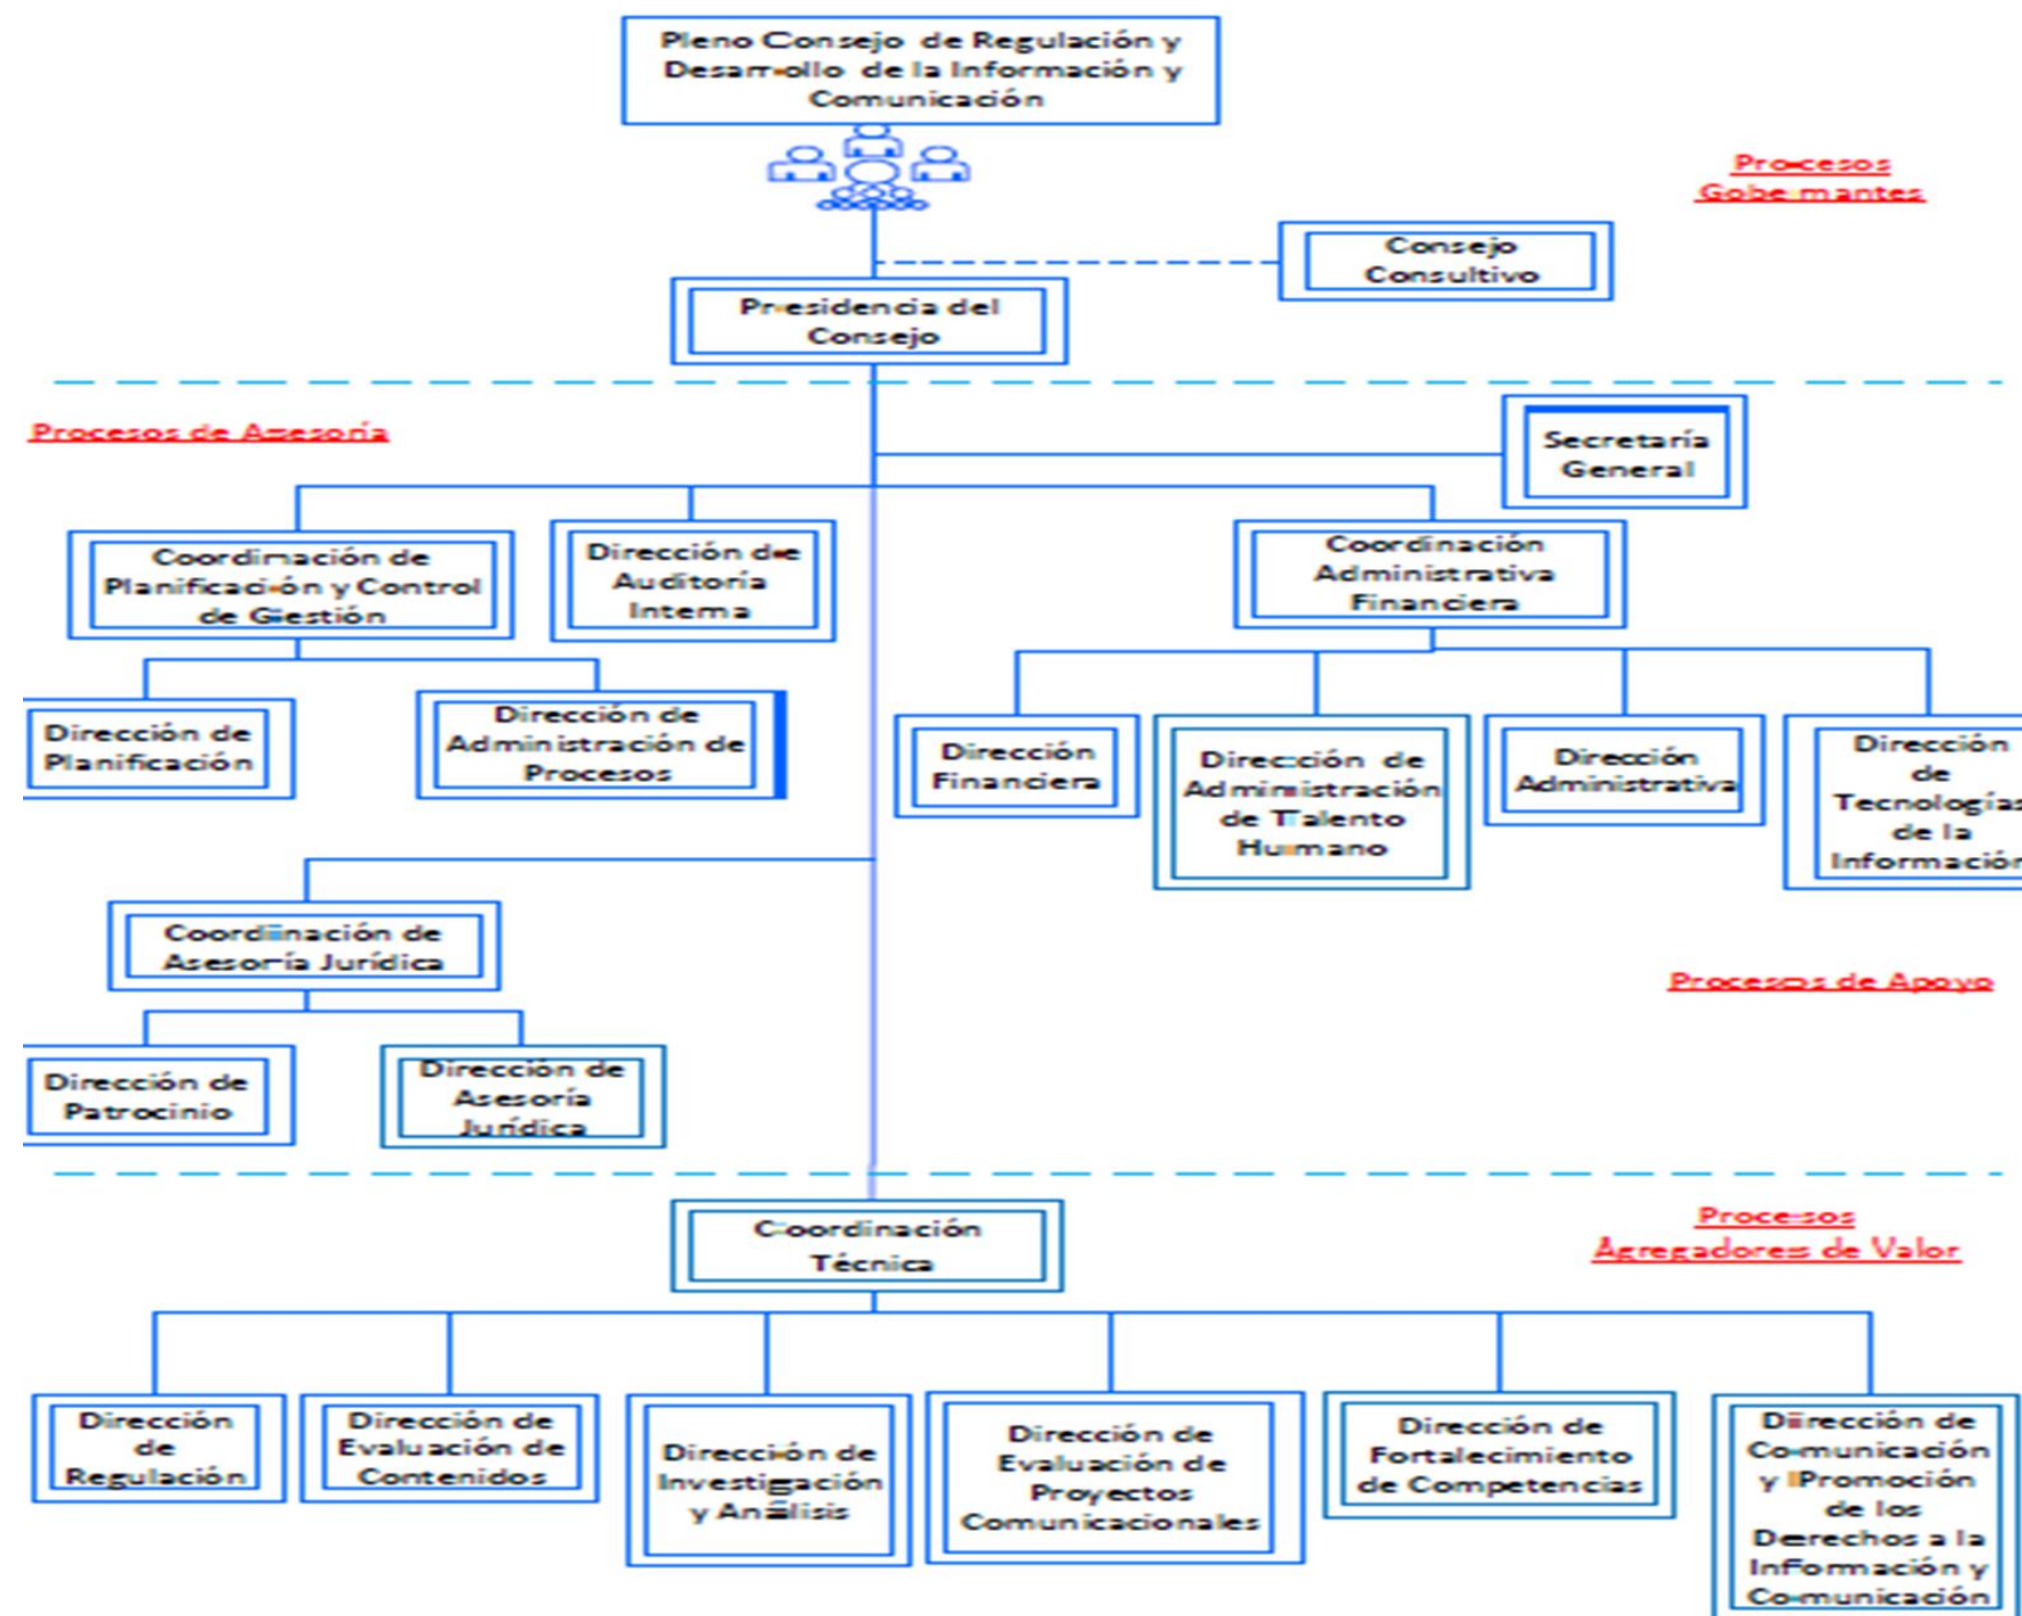 Pleno Consejo de Regulación y
Desarrollo de la Información y
Comunicación
Procesos
Gobernantes
Consejo
Consultivo
Presidencia del
Consejo
Procesos de Asesoría
Secretaría
General
Coordinación de
Planificación y Control
de Gestión
Dirección de
Auditoría
Interna
Coordinación
Administrativa
Financiera
Dirección de
Planificación
Dirección de
Administración de
Procesos
Dirección
Financiera
Dirección de
Administración
de Talento
Humano
Dirección
Administrativa
Dirección
de
Tecnologías
de la
Información
Coordinación de
Asesoría Jurídica
Procesos de Apoyo
Dirección de
Patrocinio
Dirección de
Asesoría
Jurídica
Coordinación
Técnica
Procesos
Agregadores de Valor
Dirección
de
Regulación
Dirección de
Evaluación de
Contenidos
Dirección de
Investigación
y Análisis
Dirección de
Evaluación de
Proyectos
Comunicacionales
Dirección de
Fortalecimiento
de Competencias
Dirección de
Comunicación
y Promoción
de los
Derechos a la
Información y
Comunicación